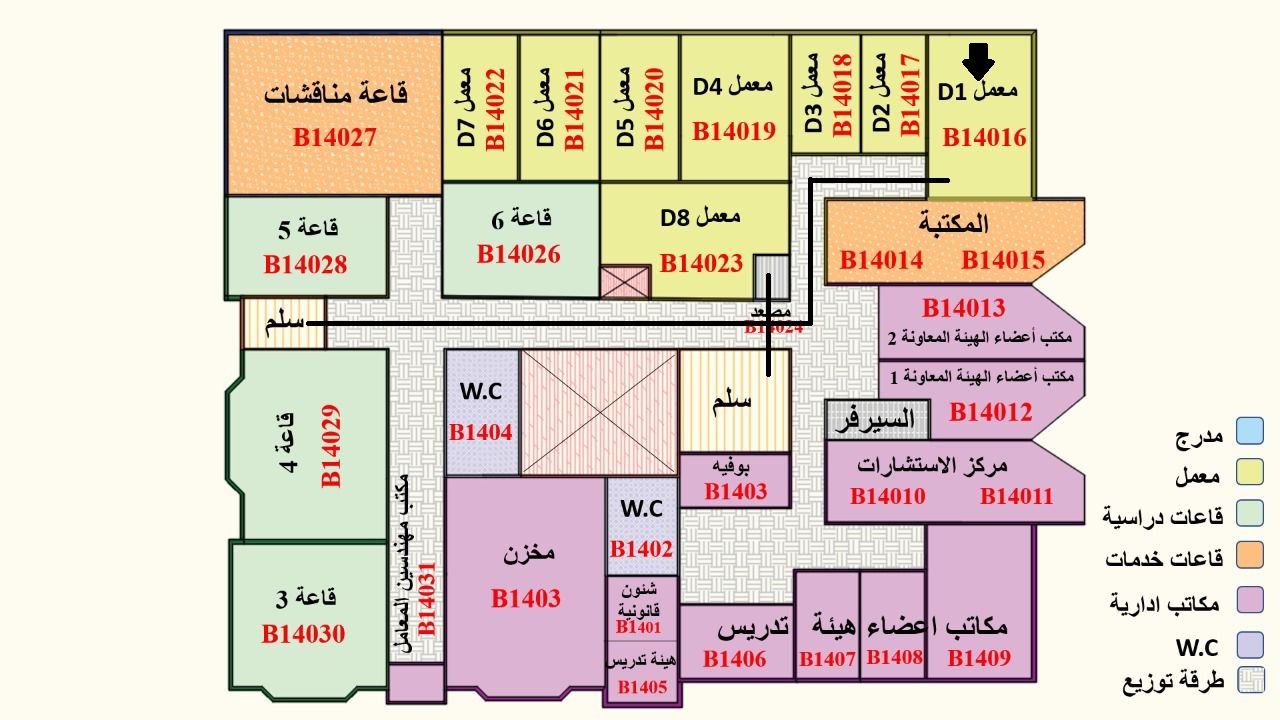 قاعة مناقشات
B14027
معمل D7
B14022
معمل D6
B14021
معمل D5
B14020
معمل D4
B14019
معمل D3
B14018
معمل D2
B14017
معمل D1
B14016
قاعة 5
B14028
قاعة 6
B14026
معمل D8
B14023
المكتبة
B14014 B14015
سلم
مصعد
B14024
B14013
مكتب أعضاء الهيئة المعاونة 2
مكتب أعضاء الهيئة المعاونة 1
B14012
السيرفر
قاعة 4
B14029
W.C
B1404
سلم
بوفيه
B1403
مركز الاستشارات
B14010 B14011
مكتب مهندسين المعامل
B14031
مخزن
B1403
W.C
B1402
شئون
قانونية
B1401
هيئة تدريس
B1405
قاعة 3
B14030
مكاتب اعضاء هيئة تدريس
B1406
B1407
B1408
B1409
مدرج
معمل
قاعات دراسية
قاعات خدمات
مكاتب ادارية
W.C
طرقة توزيع